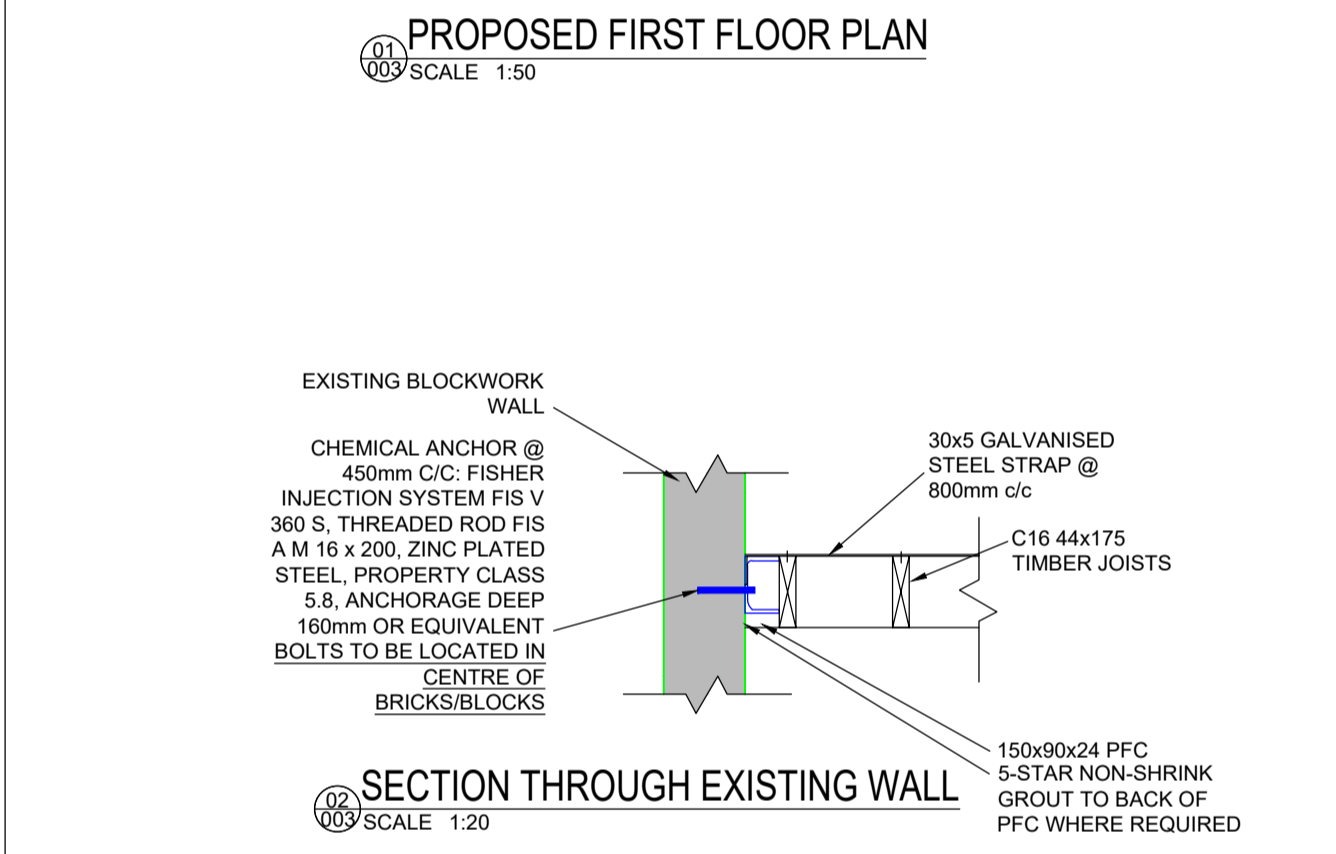 PROPOSED FIRST FLOOR PLAN
01
003
SCALE 1:50
EXISTING BLOCKWORK
WALL
CHEMICAL ANCHOR @
450mm C/C: FISHER
INJECTION SYSTEM FIS V
360 S, THREADED ROD FIS
A M 16 x 200, ZINC PLATED
STEEL, PROPERTY CLASS
5.8, ANCHORAGE DEEP
160mm OR EQUIVALENT
BOLTS TO BE LOCATED IN
CENTRE OF
BRICKS/BLOCKS
30x5 GALVANISED
STEEL STRAP @
800mm c/c
C16 44x175
TIMBER JOISTS
150x90x24 PFC
5-STAR NON-SHRINK
GROUT TO BACK OF
PFC WHERE REQUIRED
SECTION THROUGH EXISTING WALL
02
003
SCALE 1:20